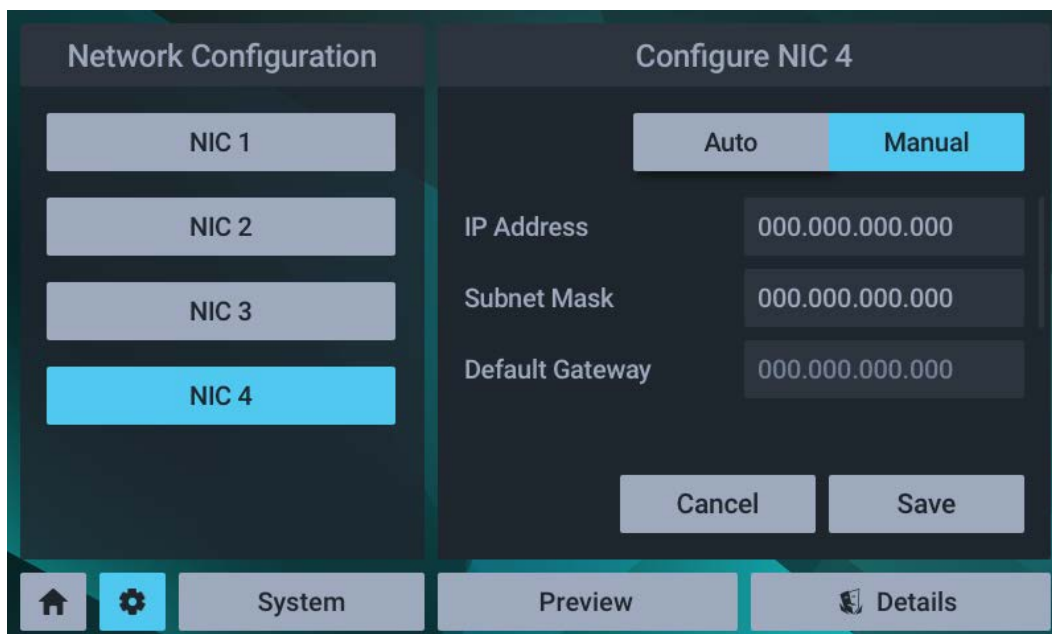 Network Configuration
NIC 1
NIC 2
NIC 3
NIC 4
Configure NIC 4
Auto Manual
IP Address 000.000.000.000
Subnet Mask 000.000.000.000
Default Gateway 000.000.000.000
Cancel Save
System Preview Details